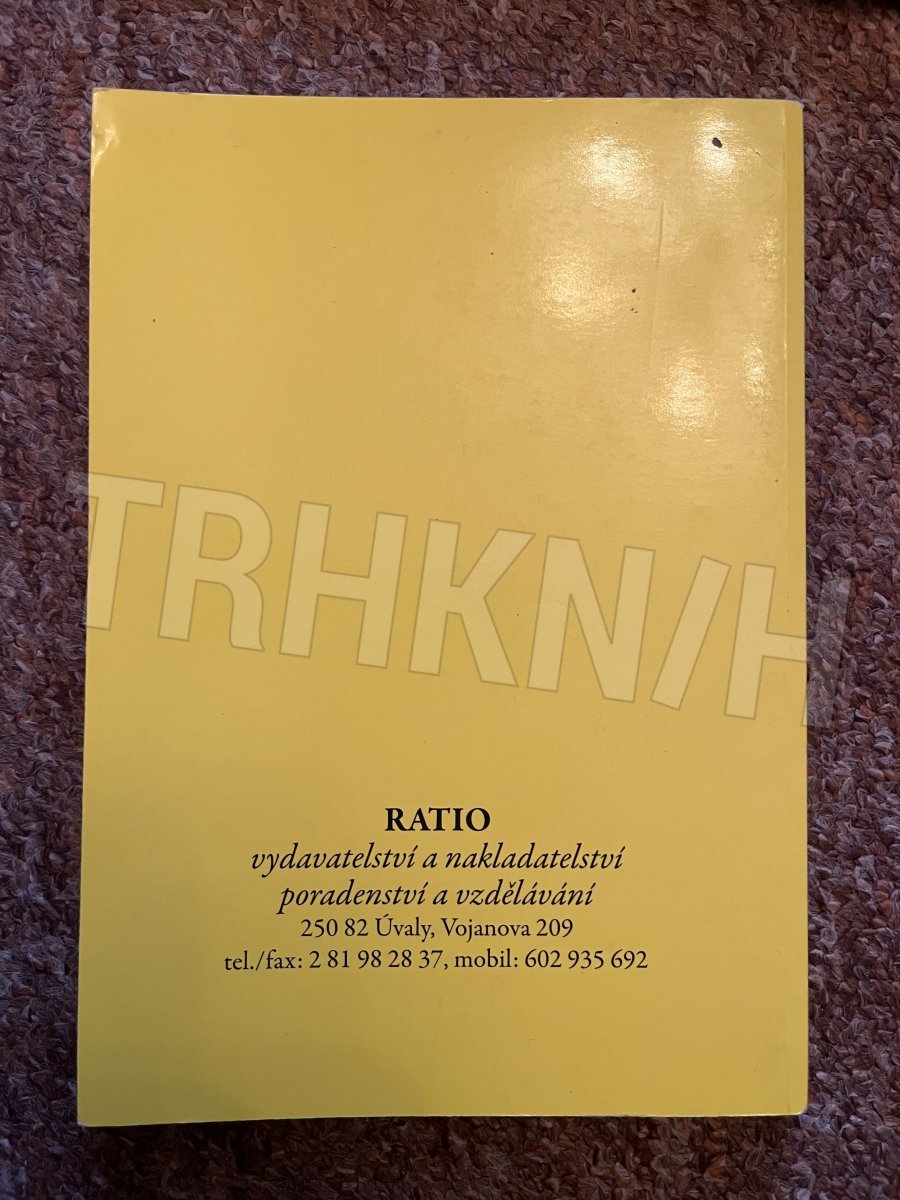 TRHKNIH
RATIO
vydavatelství a nakladatelství
poradenství a vzdělávání
250 82 Úvaly, Vojanova 209
tel./fax: 2 81 98 28 37, mobil: 602 935 692